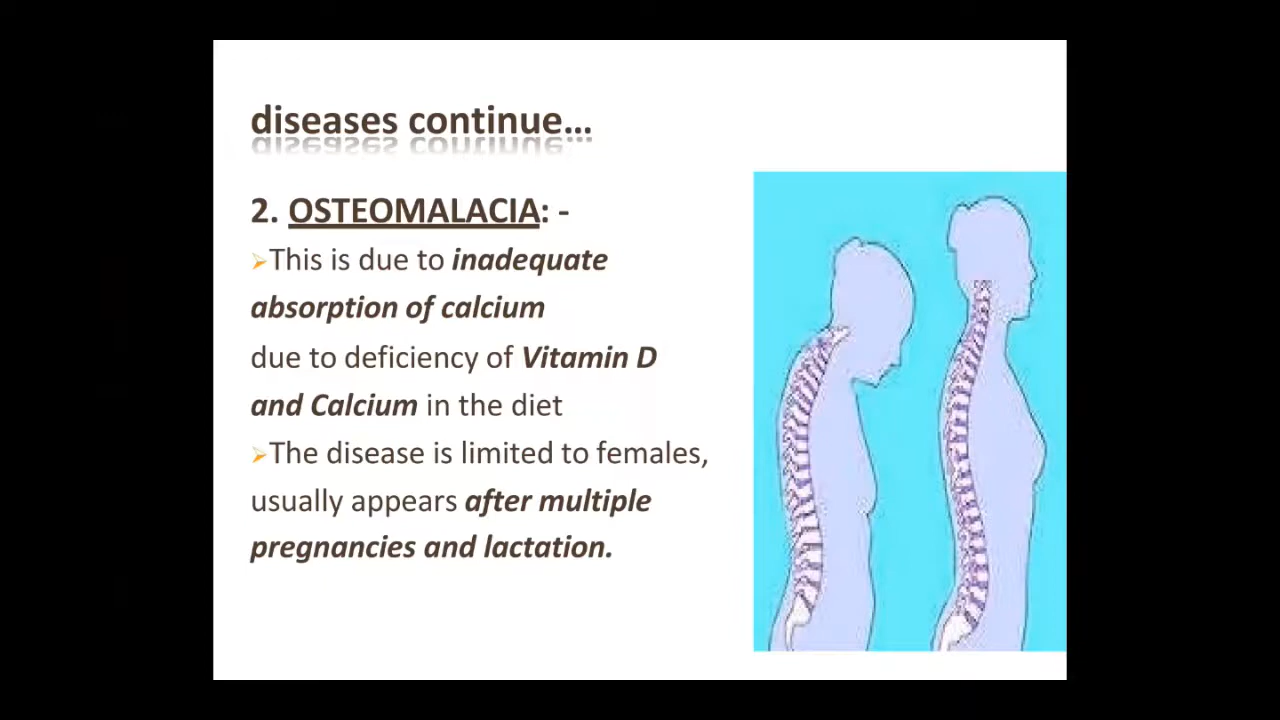 diseases continue...
2. OSTEOMALACIA: -
➢This is due to inadequate
absorption of calcium
due to deficiency of Vitamin D
and Calcium in the diet
➢The disease is limited to females,
usually appears after multiple
pregnancies and lactation.